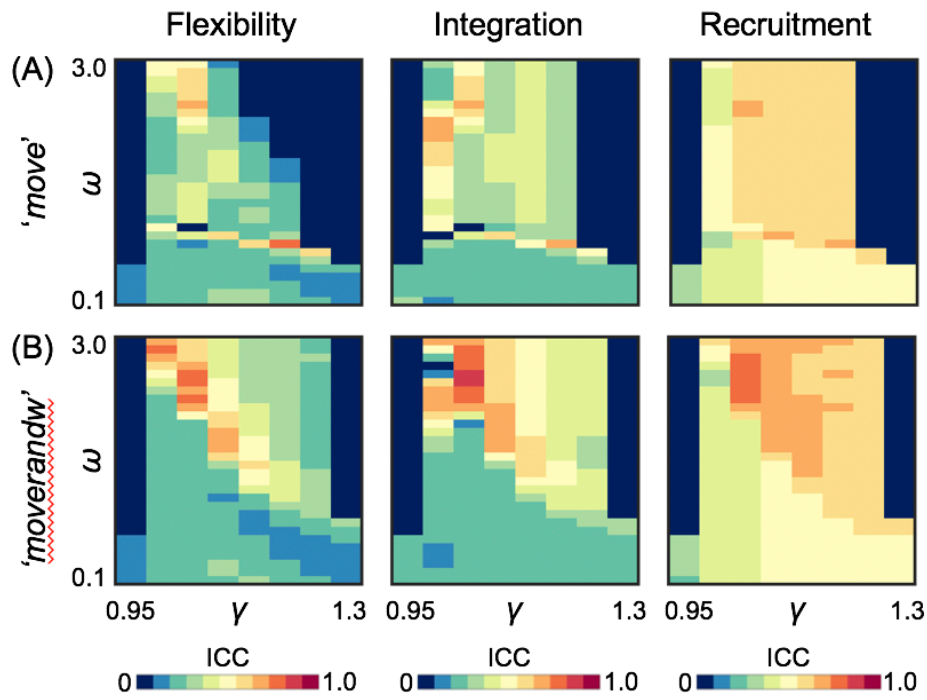 Flexibility Integration Recruitment
(A) 3.0
'move' ω
0.1
(B) 3.0
'moverandw' ω
0.1
0.95 γ 1.3 0.95 γ 1.3 0.95 γ 1.3
ICC ICC ICC
0 1.0 0 1.0 0 1.0